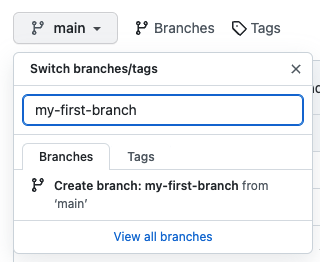 main Branches Tags
Switch branches/tags
my-first-branch
Branches Tags
Create branch: my-first-branch from
‘main’
View all branches